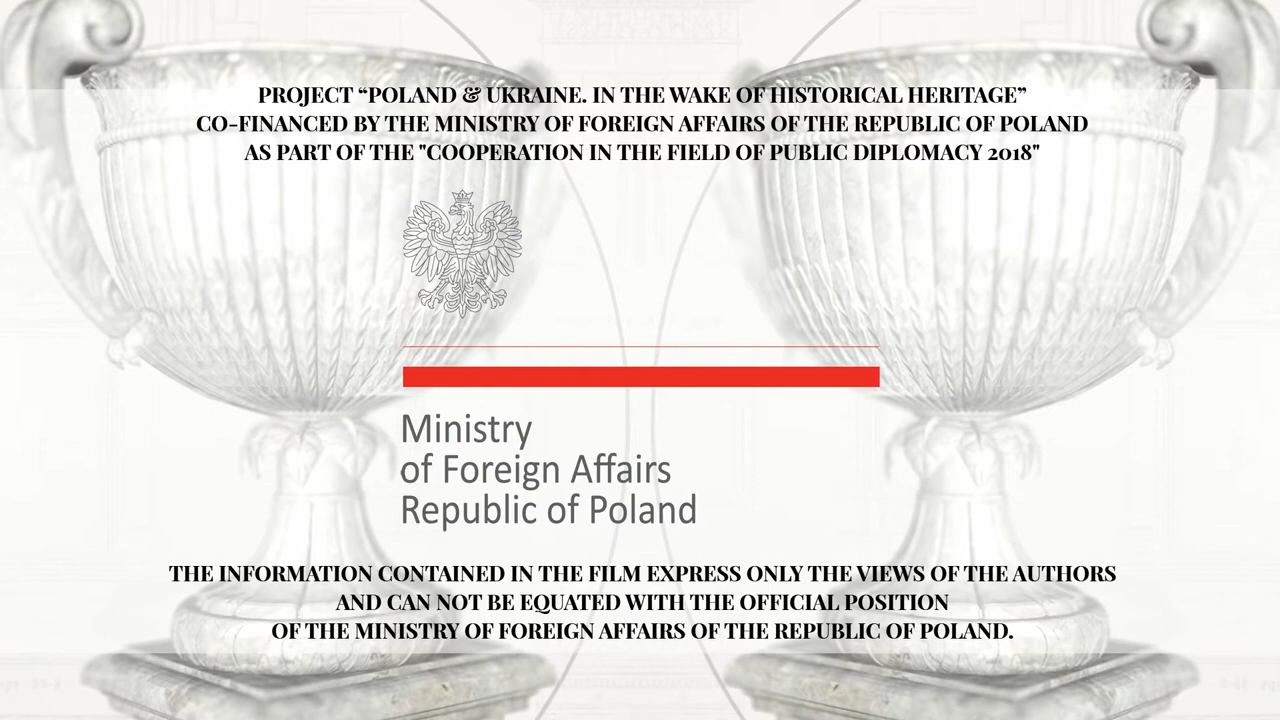 PROJECT “POLAND & UKRAINE. IN THE WAKE OF HISTORICAL HERITAGE”
CO-FINANCED BY THE MINISTRY OF FOREIGN AFFAIRS OF THE REPUBLIC OF POLAND
AS PART OF THE "COOPERATION IN THE FIELD OF PUBLIC DIPLOMACY 2018"
Ministry
of Foreign Affairs
Republic of Poland
THE INFORMATION CONTAINED IN THE FILM EXPRESS ONLY THE VIEWS OF THE AUTHORS
AND CAN NOT BE EQUATED WITH THE OFFICIAL POSITION
OF THE MINISTRY OF FOREIGN AFFAIRS OF THE REPUBLIC OF POLAND.